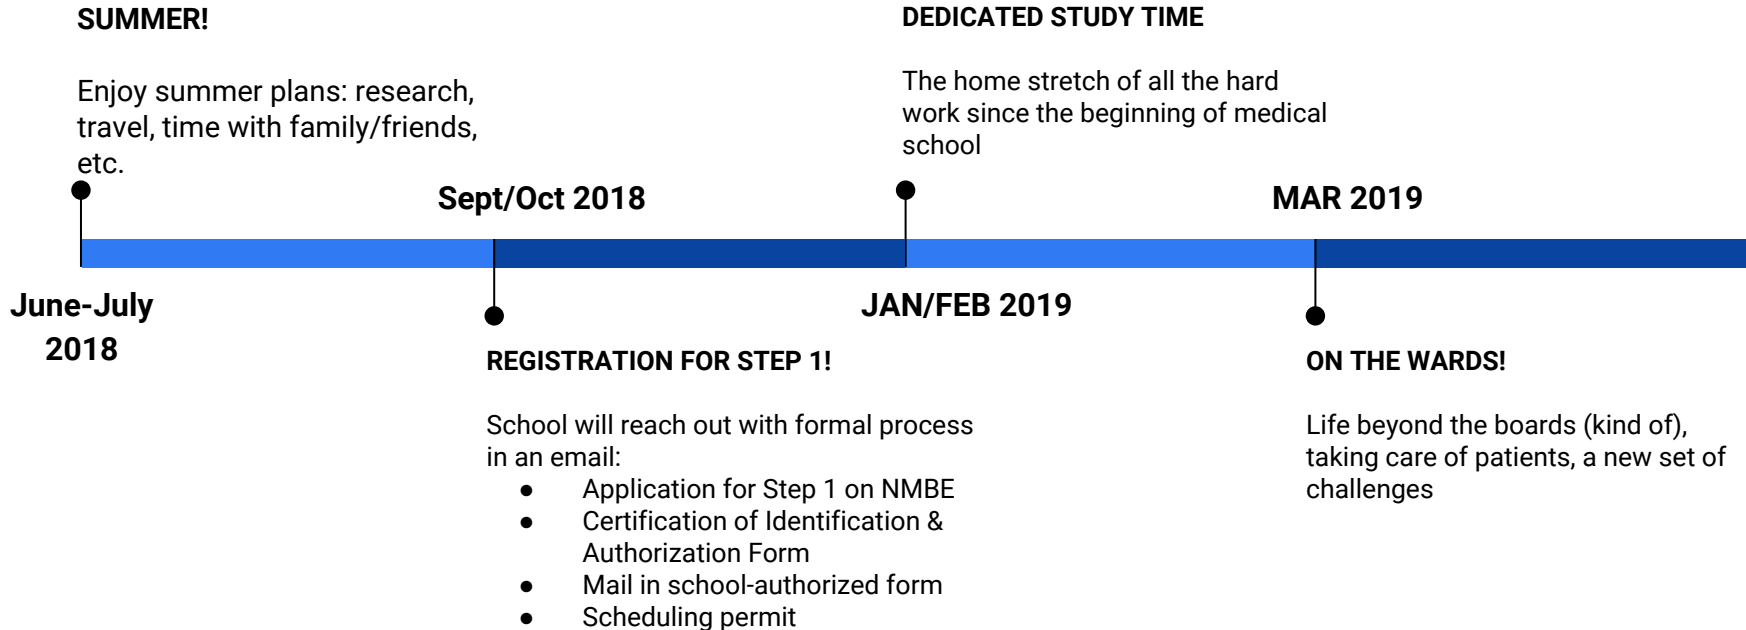 SUMMER!
Enjoy summer plans: research,
travel, time with family/friends,
etc.
June-July
2018
Sept/Oct 2018
REGISTRATION FOR STEP 1!
School will reach out with formal process
in an email:
● Application for Step 1 on NMBE
● Certification of Identification &
Authorization Form
● Mail in school-authorized form
● Scheduling permit
DEDICATED STUDY TIME
The home stretch of all the hard
work since the beginning of medical
school
JAN/FEB 2019
MAR 2019
ON THE WARDS!
Life beyond the boards (kind of),
taking care of patients, a new set of
challenges